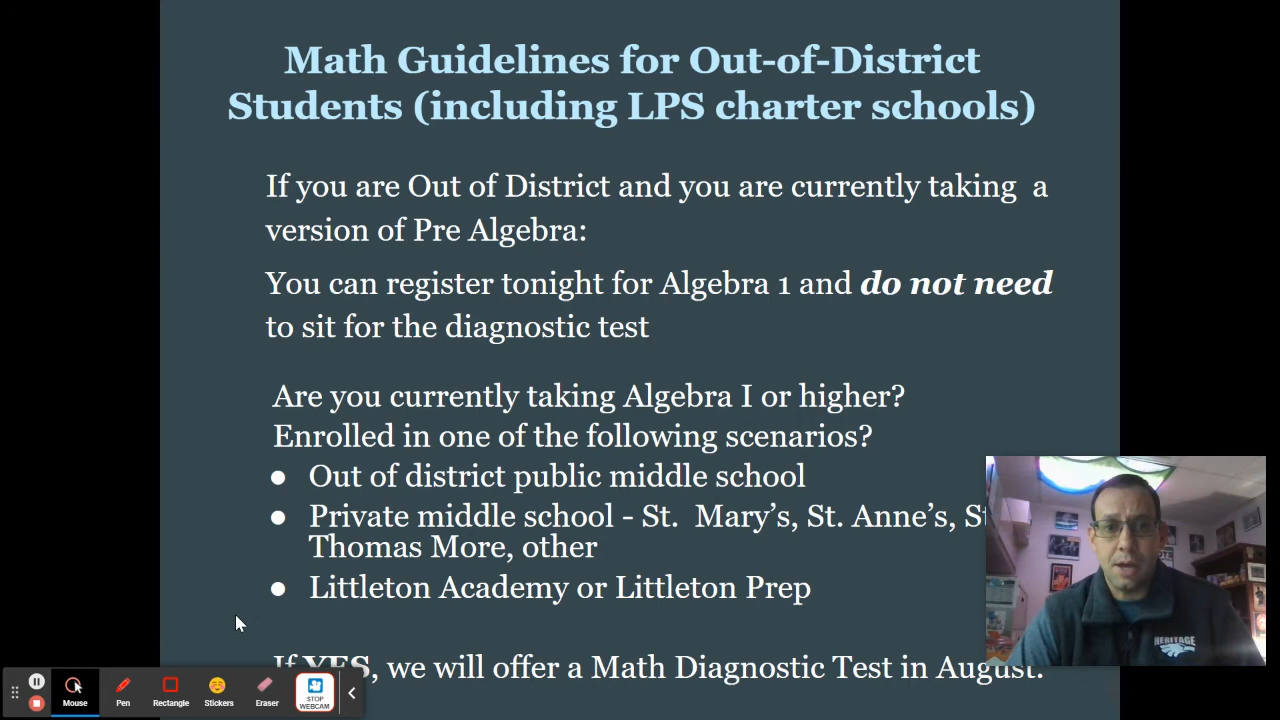 Math Guidelines for Out-of-District
Students (including LPS charter schools)
If you are Out of District and you are currently taking a
version of Pre Algebra:
You can register tonight for Algebra 1 and do not need
to sit for the diagnostic test
Are you currently taking Algebra I or higher?
Enrolled in one of the following scenarios?
● Out of district public middle school
● Private middle school - St. Mary's, St. Anne's,
Thomas More, other
● Littleton Academy or Littleton Prep
If YES, we will offer a Math Diagnostic Test in August.
HERITAGE
Mouse Pen Rectangle Stickers Eraser STOP
WEBCAM